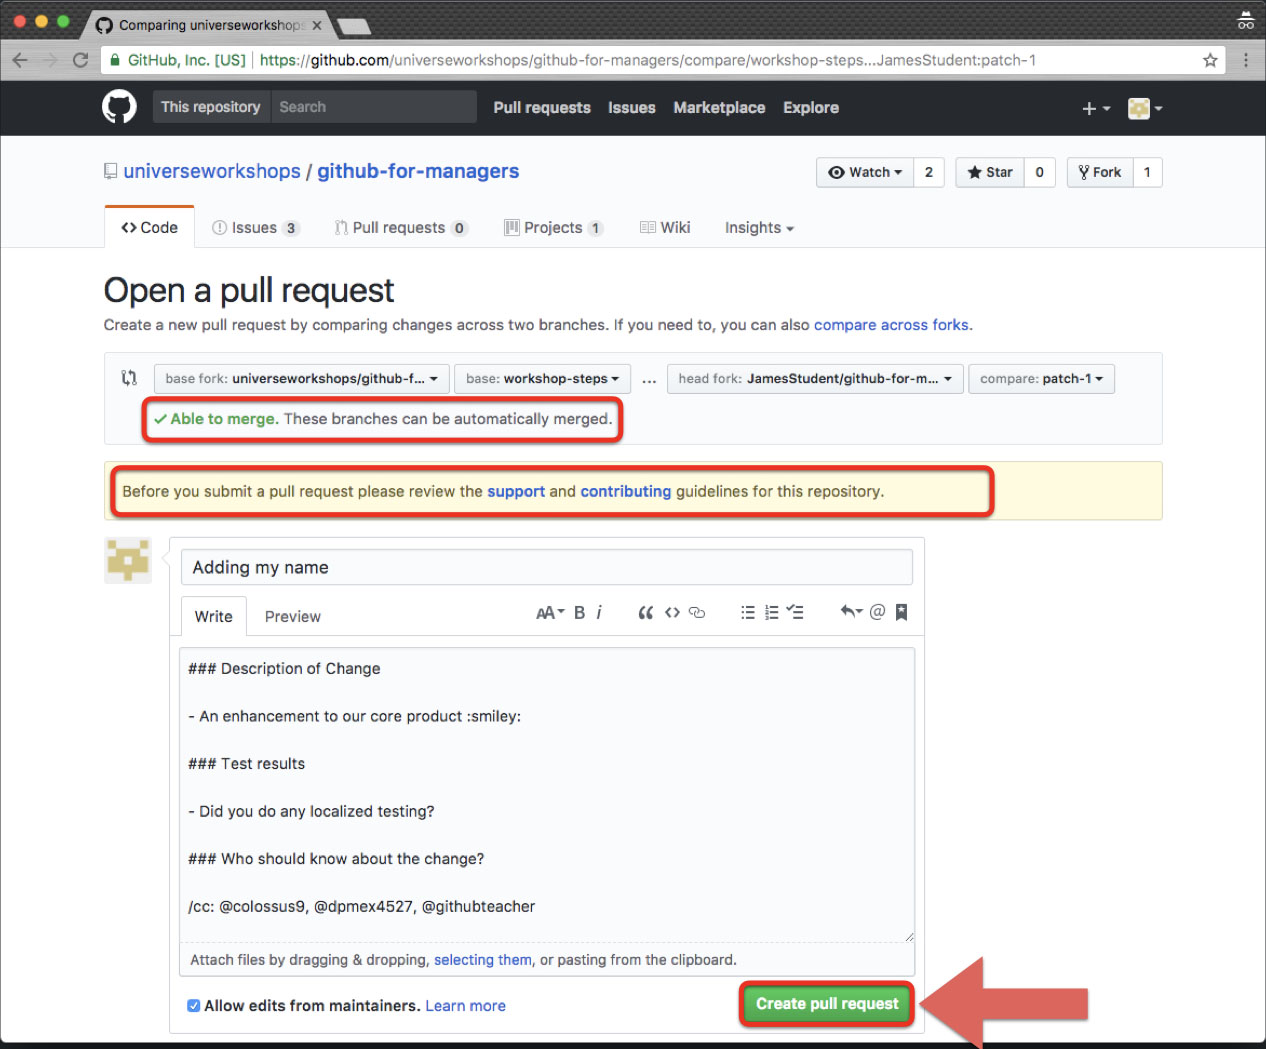 Comparing universeworkshops
GitHub, Inc. [US] https://github.com/universeworkshops/github-for-managers/compare/workshop-steps...JamesStudent:patch-1
This repository Search Pull requests Issues Marketplace Explore
universeworkshops / github-for-managers Watch 2 Star 0 Fork 1
Code Issues 3 Pull requests 0 Projects 1 Wiki Insights
Open a pull request
Create a new pull request by comparing changes across two branches. If you need to, you can also compare across forks.
base fork: universeworkshops/github-f... base: workshop-steps ... head fork: JamesStudent/github-for-m... compare: patch-1
Able to merge. These branches can be automatically merged.
Before you submit a pull request please review the support and contributing guidelines for this repository.
Adding my name
Write Preview AA B i
### Description of Change
- An enhancement to our core product :smiley:
### Test results
- Did you do any localized testing?
### Who should know about the change?
/cc: @colossus9, @dpmex4527, @githubteacher
Attach files by dragging & dropping, selecting them, or pasting from the clipboard.
Allow edits from maintainers. Learn more Create pull request